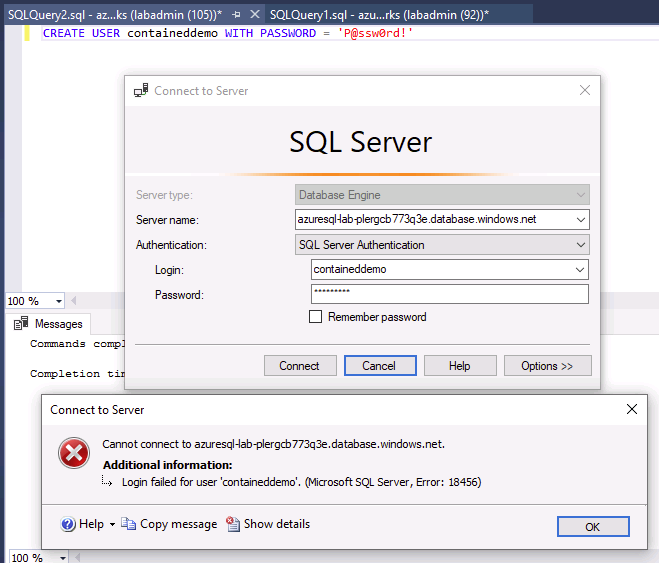 SQLQuery2.sql - az...ks (labadmin (105))* SQLQuery1.sql - azu...rks (labadmin (92))*
CREATE USER containeddemo WITH PASSWORD = 'P@ssw0rd!'
Connect to Server
SQL Server
Server type: Database Engine
Server name: azuresql-lab-plergcb773q3e.database.windows.net
Authentication: SQL Server Authentication
Login: containeddemo
Password: *********
Remember password
100 %
Messages
Commands compl
Connect Cancel Help Options >>
Completion tim
Connect to Server
Cannot connect to azuresql-lab-plergcb773q3e.database.windows.net.
Additional information:
Login failed for user 'containeddemo'. (Microsoft SQL Server, Error: 18456)
Help Copy message Show details OK
100 %